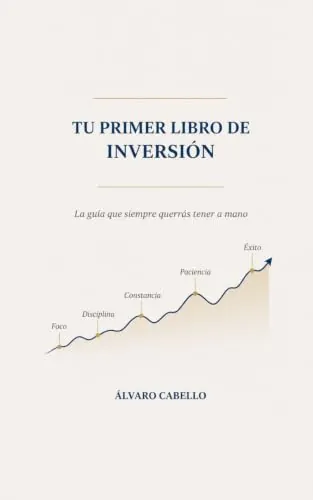 TU PRIMER LIBRO DE
INVERSIÓN
La guía que siempre querrás tener a mano
Éxito
Paciencia
Constancia
Disciplina
Foco
ÁLVARO CABELLO